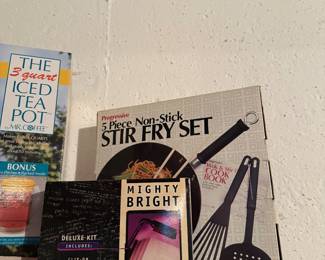 THE
3 quart
ICED
TEA
POT
by MR. COFFEE
BONUS
Progressive
5 Piece Non-Stick
STIR FRY SET
COOK
BOOK
MIGHTY
BRIGHT
DELUXE KIT
INCLUDES: